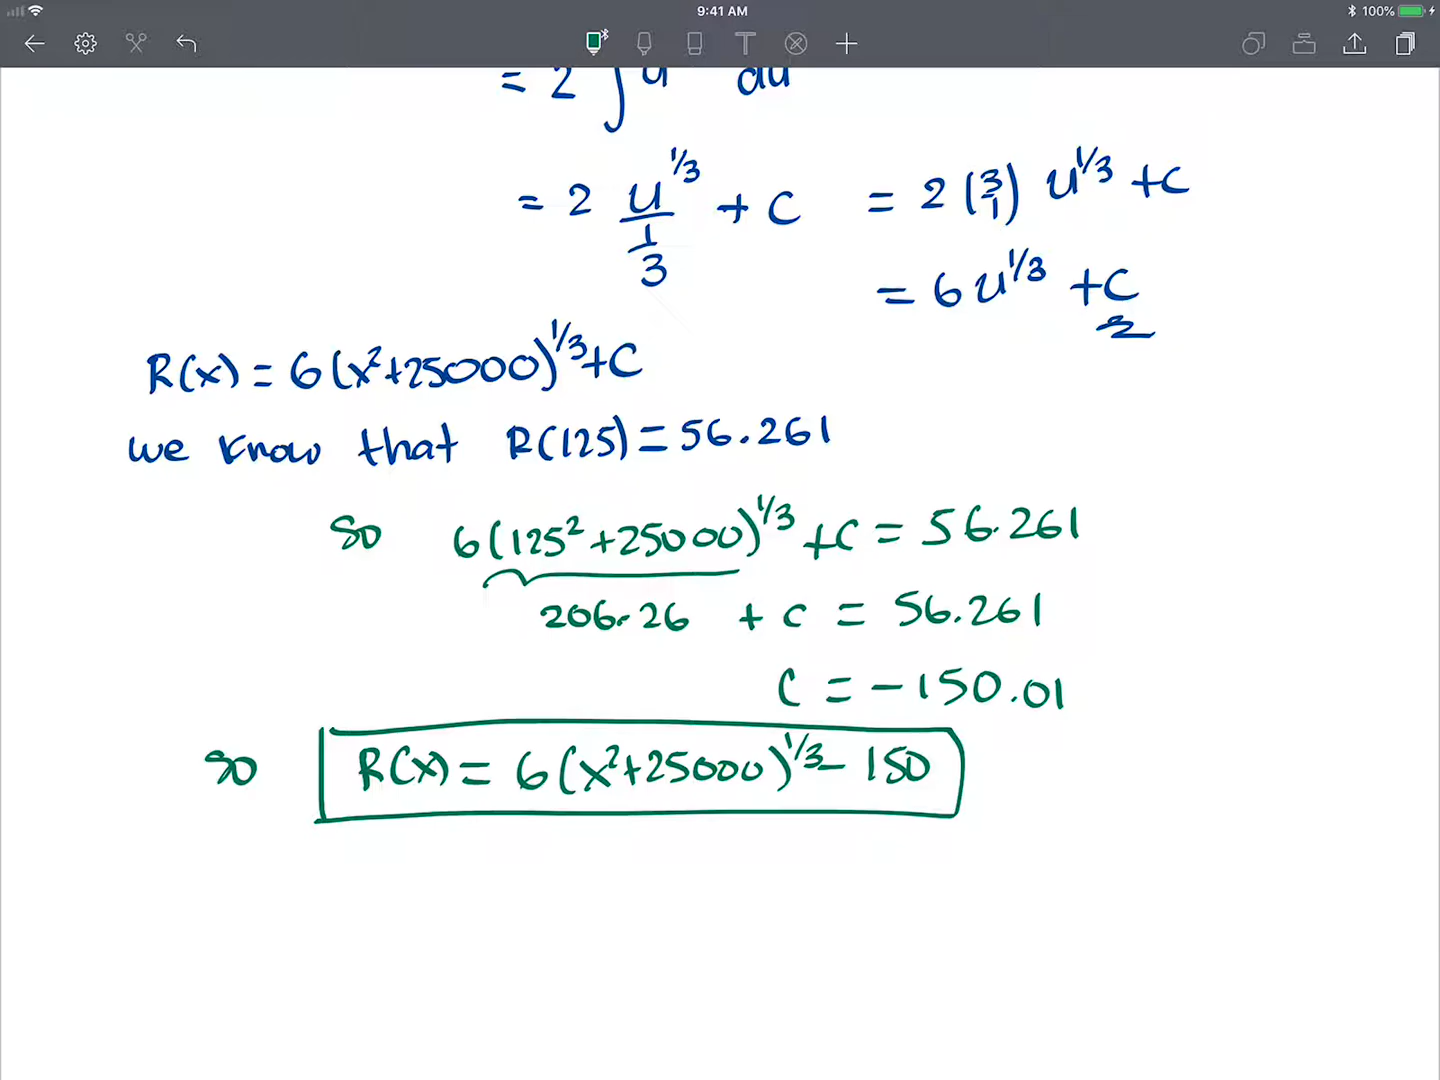 9:41 AM 100%
= 2 ∫ u du
= 2 u^1/3 / (1/3) + C = 2 (3/1) u^1/3 + C
= 6u^1/3 + C
R(x) = 6(x²+25000)^1/3 + C
we know that R(125) = 56.261
so 6(125²+25000)^1/3 + C = 56.261
206.26 + C = 56.261
C = -150.01
so R(x) = 6(x²+25000)^1/3 - 150